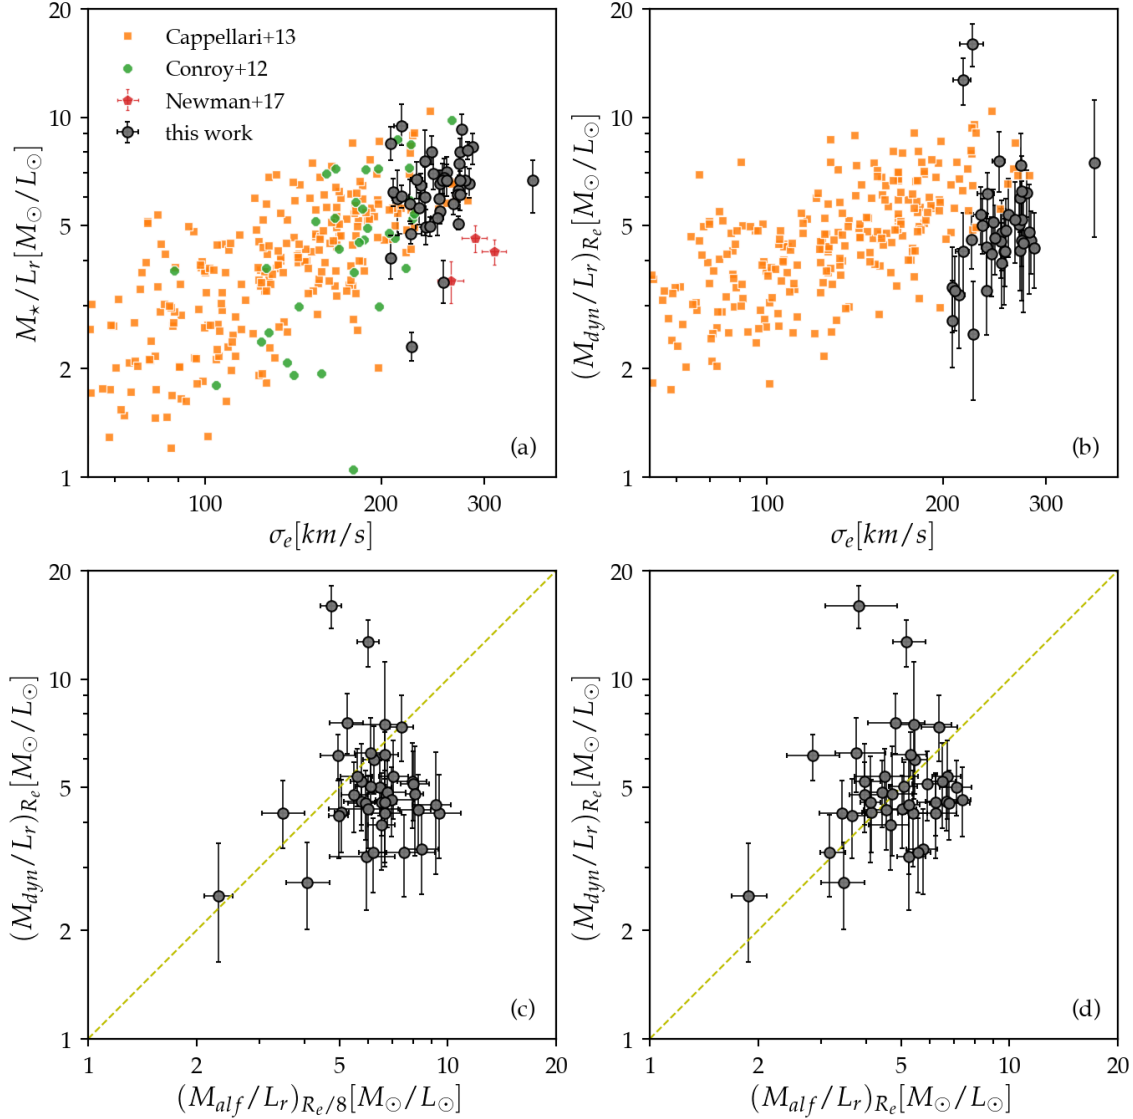 20
10
5
2
1
M⋆/Lr[M⊙/L⊙]
Cappellari+13
Conroy+12
Newman+17
this work
(a)
100
200
300
σe[km/s]
20
10
5
2
1
(Mdyn/Lr)Re[M⊙/L⊙]
(b)
100
200
300
σe[km/s]
20
10
5
2
1
(Mdyn/Lr)Re[M⊙/L⊙]
(c)
1
2
5
10
20
(Malf/Lr)Re/8[M⊙/L⊙]
20
10
5
2
1
(Mdyn/Lr)Re[M⊙/L⊙]
(d)
1
2
5
10
20
(Malf/Lr)Re[M⊙/L⊙]